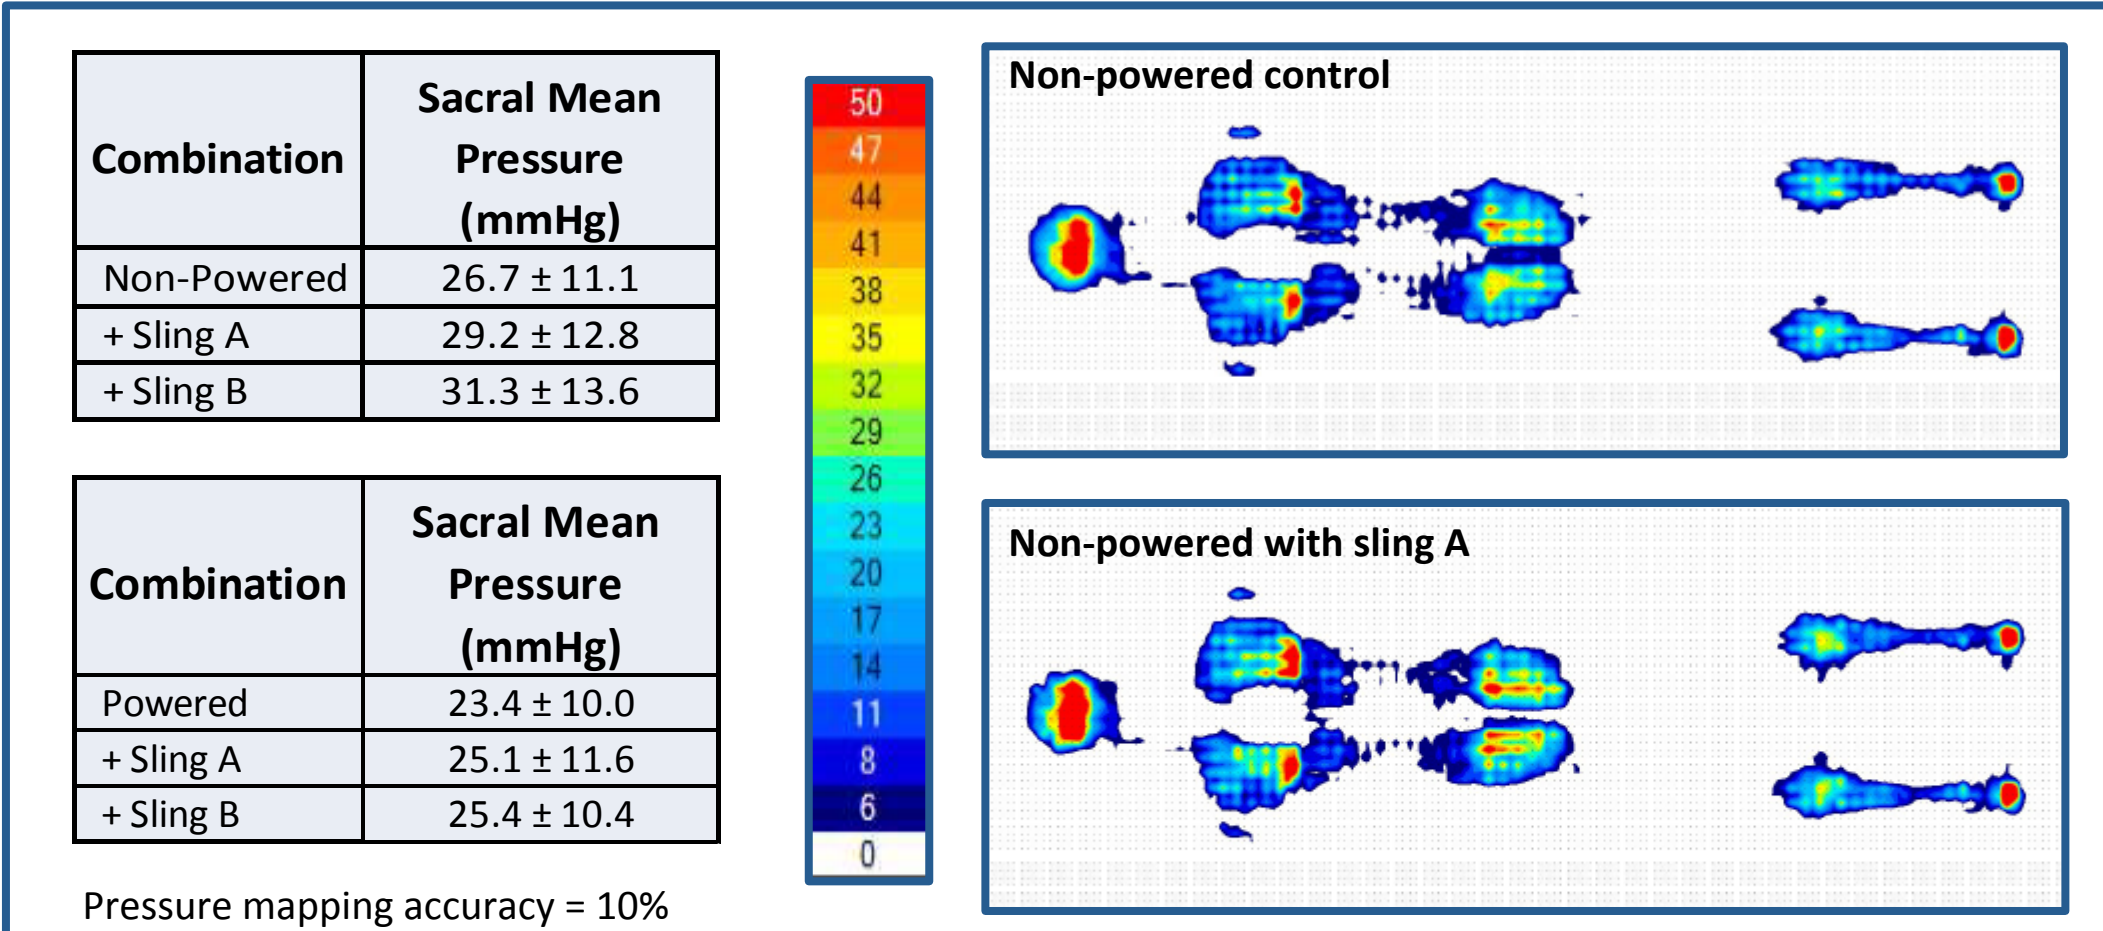 Combination
Sacral Mean
Pressure
(mmHg)
Non-Powered 26.7 ± 11.1
+ Sling A 29.2 ± 12.8
+ Sling B 31.3 ± 13.6
Combination
Sacral Mean
Pressure
(mmHg)
Powered 23.4 ± 10.0
+ Sling A 25.1 ± 11.6
+ Sling B 25.4 ± 10.4
Pressure mapping accuracy = 10%
50
47
44
41
38
35
32
29
26
23
20
17
14
11
8
6
0
Non-powered control
Non-powered with sling A